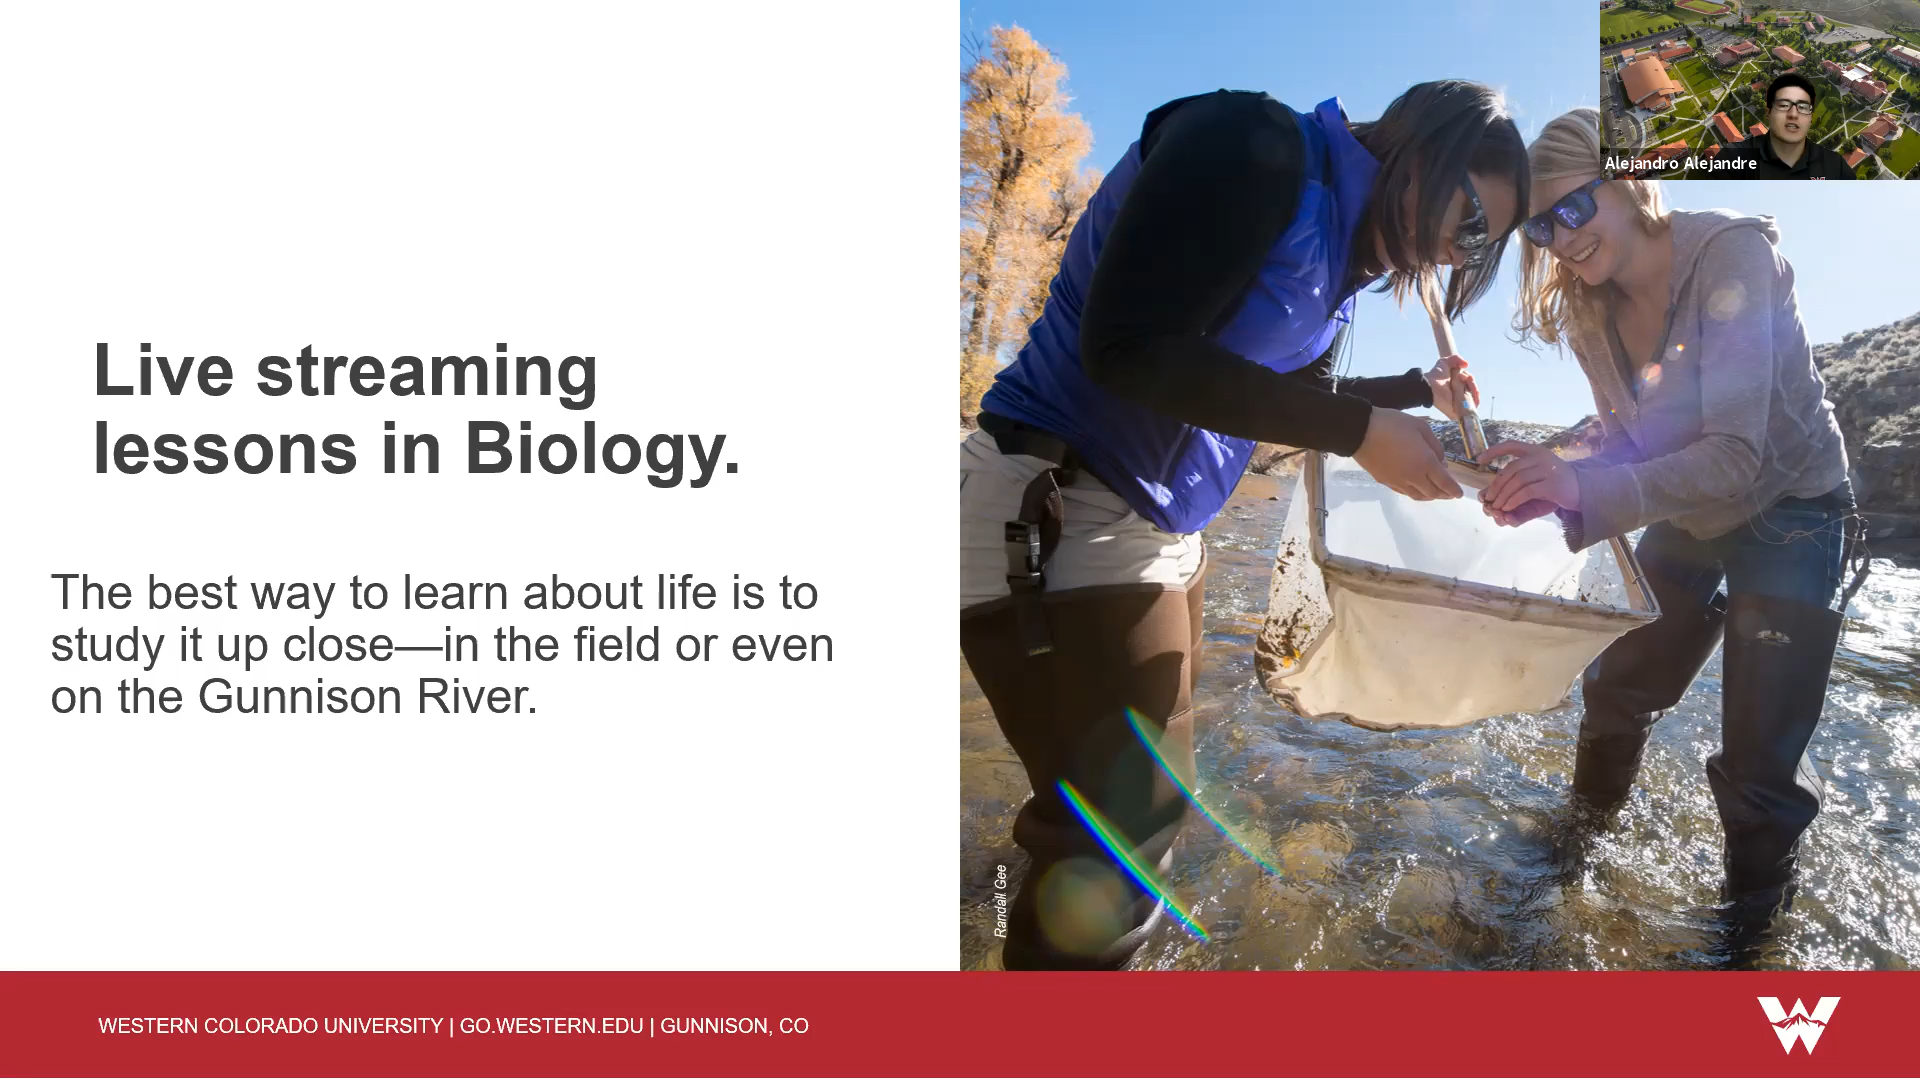 Live streaming
lessons in Biology.
The best way to learn about life is to
study it up close—in the field or even
on the Gunnison River.
Alejandro Alejandre
Randall Gee
WESTERN COLORADO UNIVERSITY | GO.WESTERN.EDU | GUNNISON, CO
W